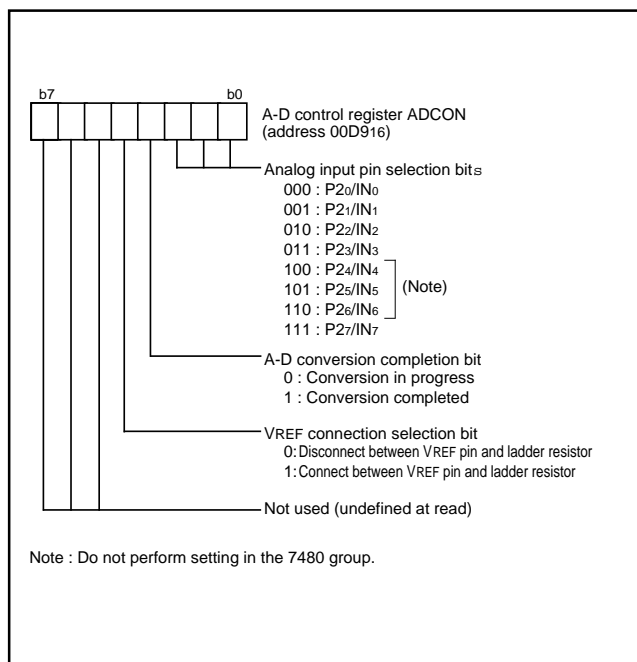 b7 b0
A-D control register ADCON
(address 00D916)
Analog input pin selection bits
000 : P20/IN0
001 : P21/IN1
010 : P22/IN2
011 : P23/IN3
100 : P24/IN4
101 : P25/IN5 (Note)
110 : P26/IN6
111 : P27/IN7
A-D conversion completion bit
0 : Conversion in progress
1 : Conversion completed
VREF connection selection bit
0: Disconnect between VREF pin and ladder resistor
1: Connect between VREF pin and ladder resistor
Not used (undefined at read)
Note : Do not perform setting in the 7480 group.